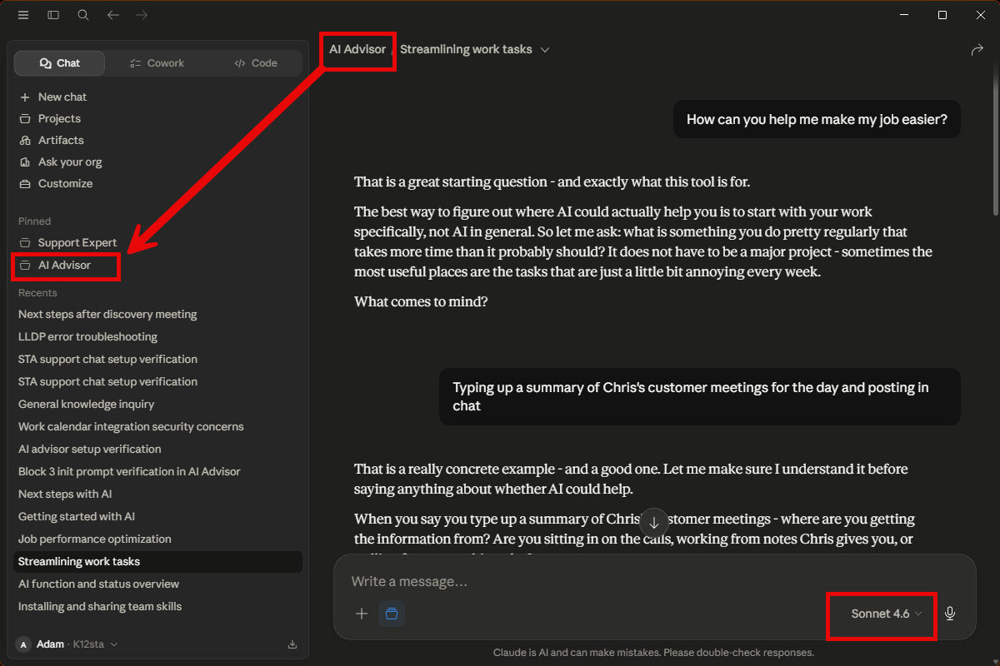 Chat
Cowork
</> Code
New chat
Projects
Artifacts
Ask your org
Customize
Pinned
Support Expert
AI Advisor
Recents
Next steps after discovery meeting
LLDP error troubleshooting
STA support chat setup verification
STA support chat setup verification
General knowledge inquiry
Work calendar integration security concerns
AI advisor setup verification
Block 3 init prompt verification in AI Advisor
Next steps with AI
Getting started with AI
Job performance optimization
Streamlining work tasks
AI function and status overview
Installing and sharing team skills
A Adam · K12sta
AI Advisor / Streamlining work tasks
How can you help me make my job easier?
That is a great starting question - and exactly what this tool is for.
The best way to figure out where AI could actually help you is to start with your work
specifically, not AI in general. So let me ask: what is something you do pretty regularly that
takes more time than it probably should? It does not have to be a major project - sometimes the
most useful places are the tasks that are just a little bit annoying every week.
What comes to mind?
Typing up a summary of Chris's customer meetings for the day and posting in
chat
That is a really concrete example - and a good one. Let me make sure I understand it before
saying anything about whether AI could help.
When you say you type up a summary of Chris' customer meetings - where are you getting
the information from? Are you sitting in on the calls, working from notes Chris gives you, or
Write a message...
Sonnet 4.6
Claude is AI and can make mistakes. Please double-check responses.